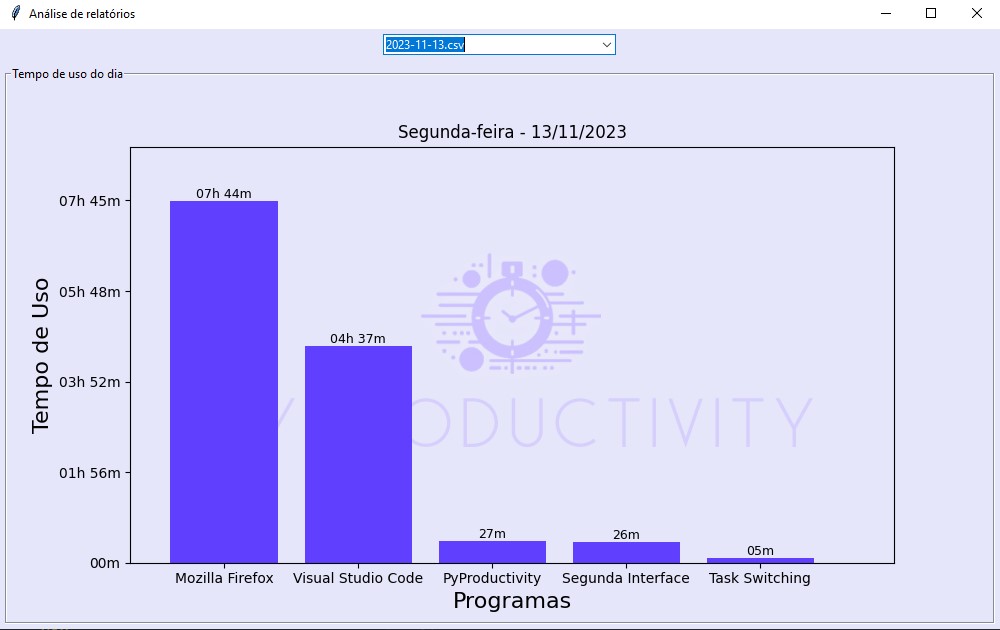 Análise de relatórios
2023-11-13.csv
Tempo de uso do dia
Segunda-feira - 13/11/2023
07h 44m
07h 45m
05h 48m
04h 37m
03h 52m
01h 56m
27m
26m
05m
00m
Tempo de Uso
Y ODUCTIVITY
Mozilla Firefox
Visual Studio Code
PyProductivity
Segunda Interface
Task Switching
Programas